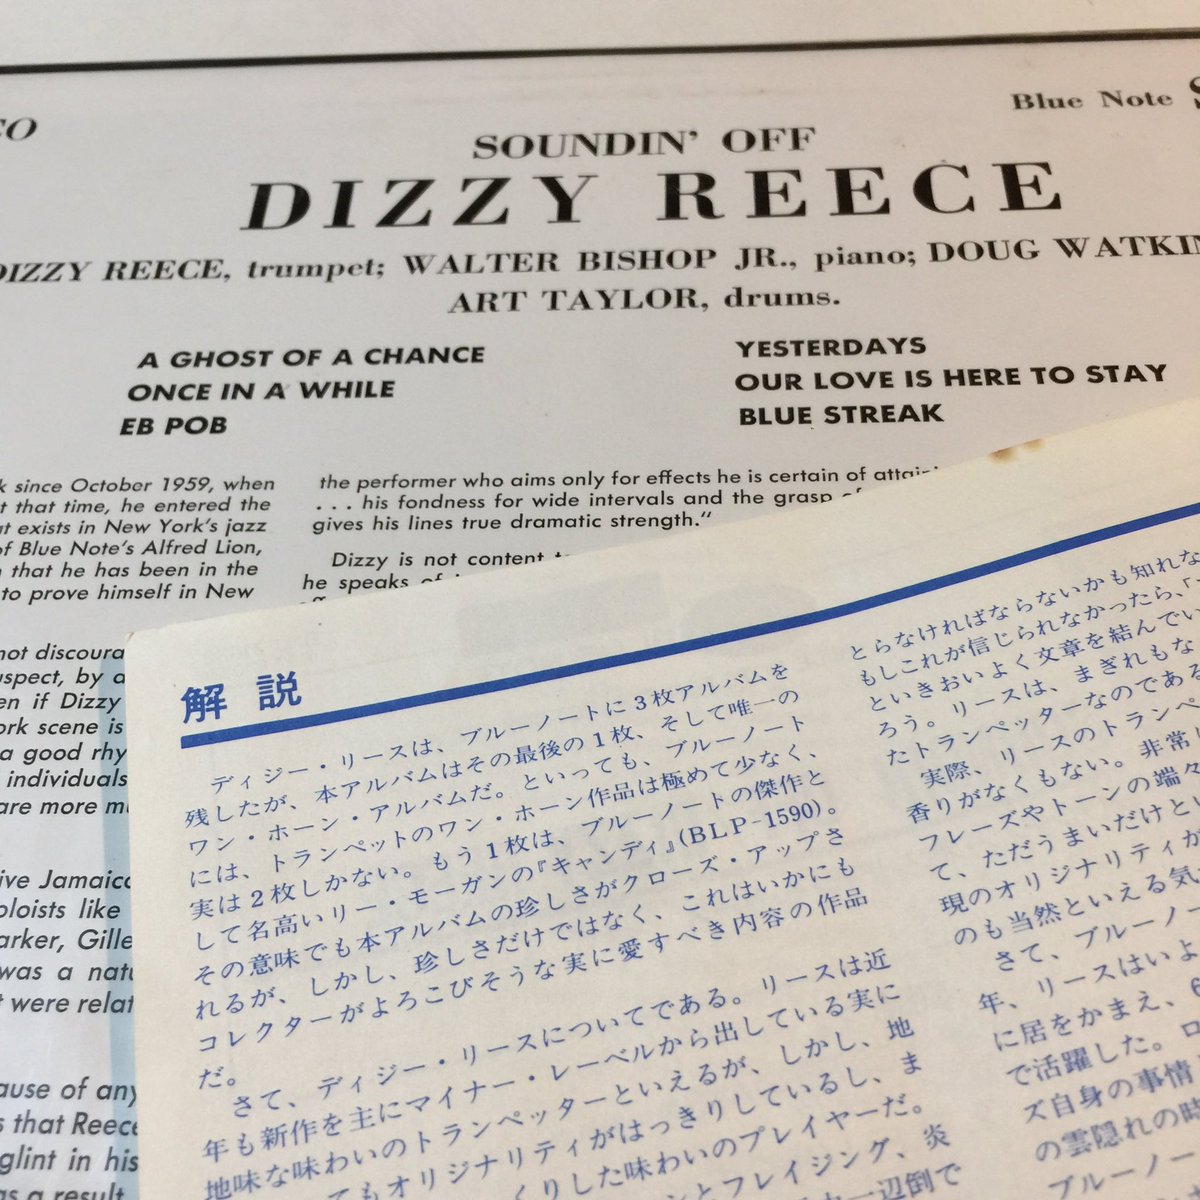 Blue Note
SOUNDIN' OFF
DIZZY REECE
DIZZY REECE, trumpet; WALTER BISHOP JR., piano; DOUG
ART TAYLOR, drums.
A GHOST OF A CHANCE
ONCE IN A WHILE
EB POB
YESTERDAYS
OUR LOVE IS HERE TO STAY
BLUE STREAK
since October 1959, when
that time, he entered the
exists in New York's jazz
of Blue Note's Alfred Lion,
that he has been in the
to prove himself in New
not
by a
if Dizzy
scene is
a good
individuals
are more
Jamaica
soloists like
was a
were
of any
that Reece
glint in his
as a result
the performer who aims only for effects he is certain of
. . . his fondness for wide intervals and the grasp
gives his lines true dramatic strength."
Dizzy is not content
he speaks
解 説
ディジー・リースは、ブルーノートに3枚アルバムを
残したが、本アルバムはその最後の1枚、そして唯一の
ワン・ホーン・アルバムだ。といっても、ブルーノート
には、トランペットのワン・ホーン作品は極めて少なく、
実は2枚しかない。もう1枚は、ブルーノートの傑作と
して名高いリー・モーガンの『キャンディ』(BLP-1590)。
その意味でも本アルバムの珍しさがクローズ・アップさ
れるが、しかし、珍しさだけではなく、これはいかにも
コレクターがよろこびそうな実に愛すべき内容の作品
だ。
さて、ディジー・リースについてである。リースは近
年も新作を主にマイナー・レーベルから出している実に
地味な味わいのトランペッターといえるが、しかし、地
てもオリジナリティがはっきりしているし、ま
くりした味わいのプレイヤーだ。
とフレイジング、炎
一辺倒で
とらなければならないかも知れな
もしこれが信じられなかったら、「
といきおいよく文章を結んでい
ろう。リースは、まぎれもな
たトランペッターなのである
実際、リースのトランペ
香りがなくもない。非常
フレーズやトーンの端々
て、ただうまいだけと
現のオリジナリティが
のも当然といえる気
さて、ブルーノー
年、リースはいよ
に居をかまえ、6
で活躍した。ロ
ズ自身の事情
の雲隠れの時
ブルーノー